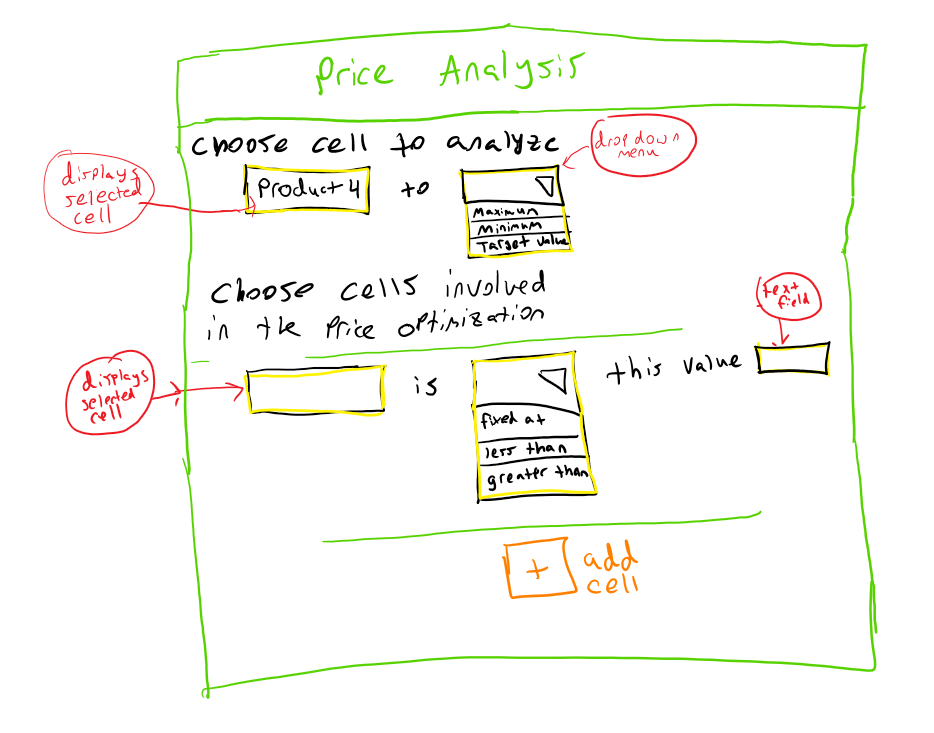 Price Analysis
choose cell to analyze
drop down
menu
displays
selected
cell
Product 4
to
Maximum
Minimum
Target value
Choose cells involved
in the Price optimization
text
field
displays
selected
cell
is
this value
fixed at
less than
greater than
+
add
cell